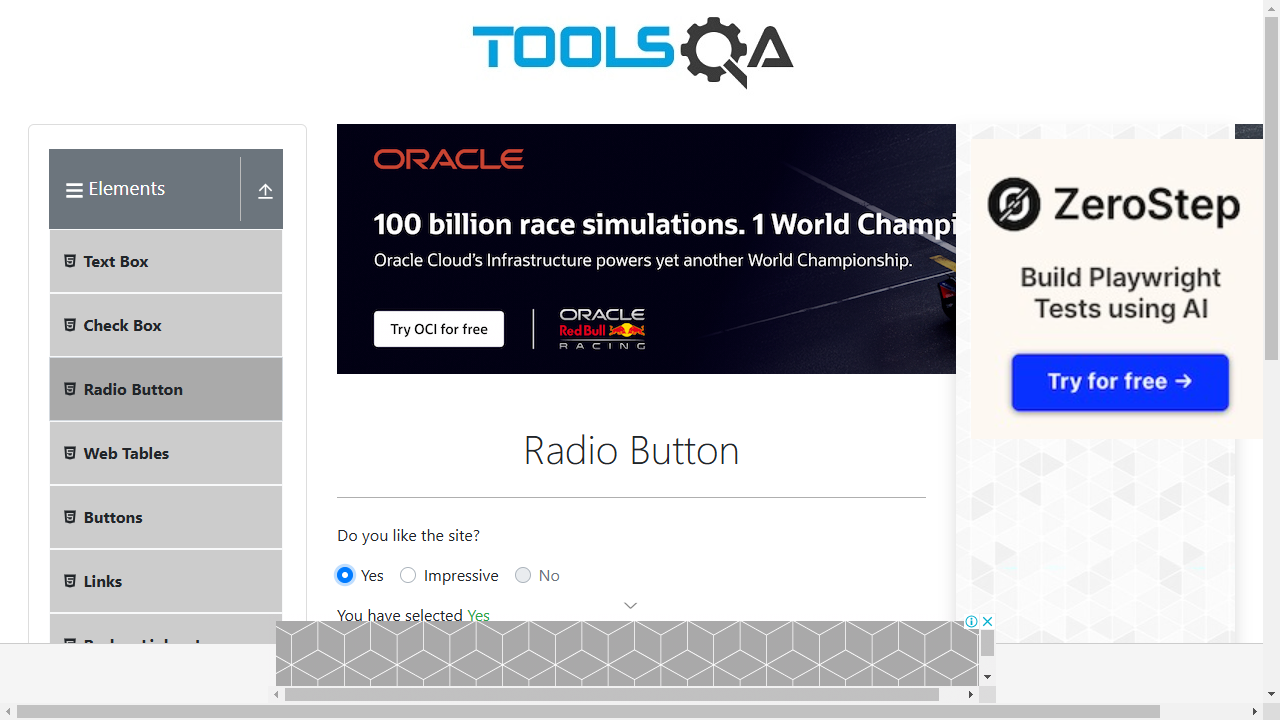 TOOLSQA
Elements
Text Box
Check Box
Radio Button
Web Tables
Buttons
Links
ORACLE
100 billion race simulations. 1 World Champi
Oracle Cloud's Infrastructure powers yet another World Championship.
Try OCI for free
ORACLE
Red Bull
RACING
ZeroStep
Build Playwright
Tests using AI
Try for free →
Radio Button
Do you like the site?
Yes
Impressive
No
You have selected Yes